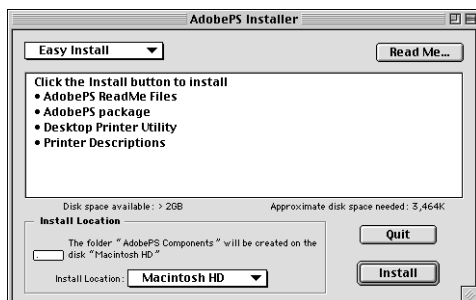 AdobePS Installer
Easy Install
Read Me...
Click the Install button to install
• AdobePS ReadMe Files
• AdobePS package
• Desktop Printer Utility
• Printer Descriptions
Disk space available: > 2GB
Approximate disk space needed: 3,464K
Install Location
The folder "AdobePS Components" will be created on the
disk "Macintosh HD"
Install Location: Macintosh HD
Quit
Install